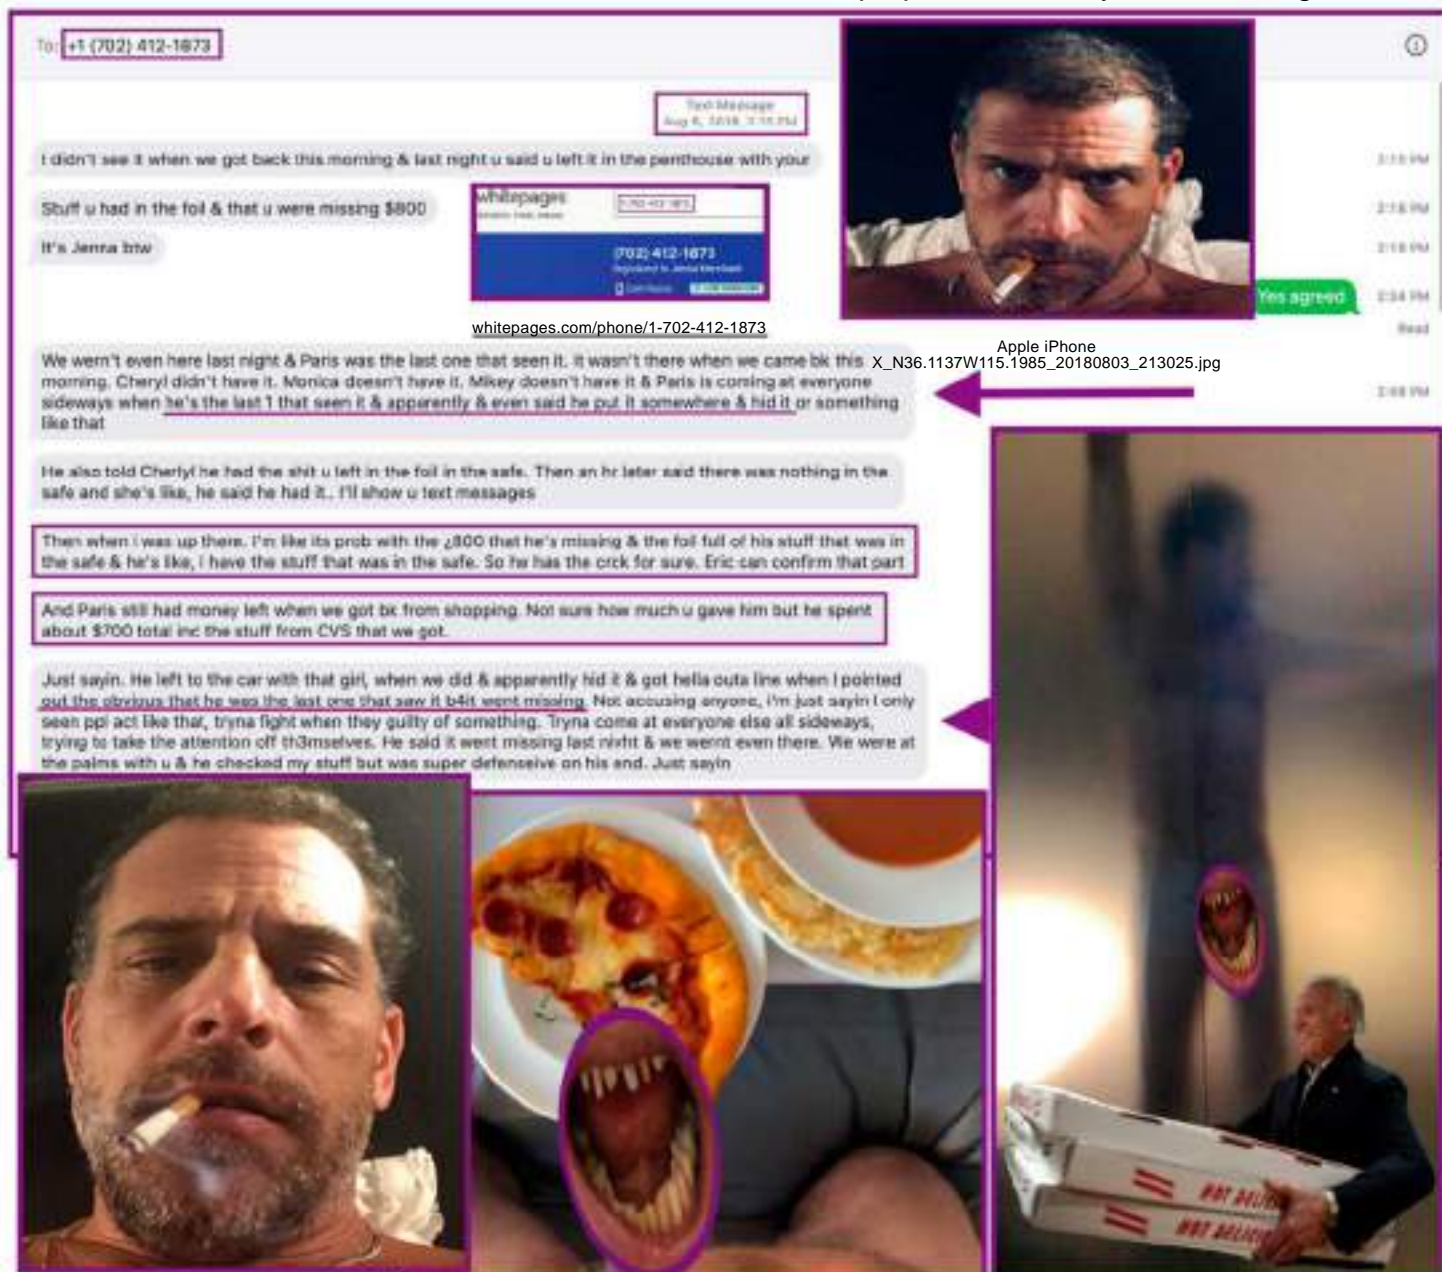 To: +1 (702) 412-1873
Text Message
I didn't see it when we got back this morning & last night u said u left it in the penthouse with your
Stuff u had in the foil & that u were missing $800
It's Jenna btw
whitepages
(702) 412-1873
whitepages.com/phone/1-702-412-1873
Yes agreed
Read
Apple iPhone
X_N36.1137W115.1985_20180803_213025.jpg
We wern't even here last night & Paris was the last one that seen it. It wasn't there when we came bk this
morning. Cheryl didn't have it. Monica doesn't have it. Mikey doesn't have it & Paris is coming at everyone
sideways when he's the last 1 that seen it & apparently & even said he put it somewhere & hid it or something
like that
He also told Cherlyl he had the shit u left in the foil in the safe. Then an hr later said there was nothing in the
safe and she's like, he said he had it.. I'll show u text messages
Then when i was up there. I'm like its prob with the ¿800 that he's missing & the foil full of his stuff that was in
the safe & he's like, i have the stuff that was in the safe. So he has the crck for sure. Eric can confirm that part
And Paris still had money left when we got bk from shopping. Not sure how much u gave him but he spent
about $700 total inc the stuff from CVS that we got.
Just sayin. He left to the car with that girl, when we did & apparently hid it & got hella outa line when I pointed
out the obvious that he was the last one that saw it b4it went missing. Not accusing anyone, i'm just sayin I only
seen ppl act like that, tryna fight when they guilty of something. Tryna come at everyone else all sideways,
trying to take the attention off th3mselves. He said it went missing last nivht & we wernt even there. We were at
the palms with u & he checked my stuff but was super defenseive on his end. Just sayin
HOT
HOT